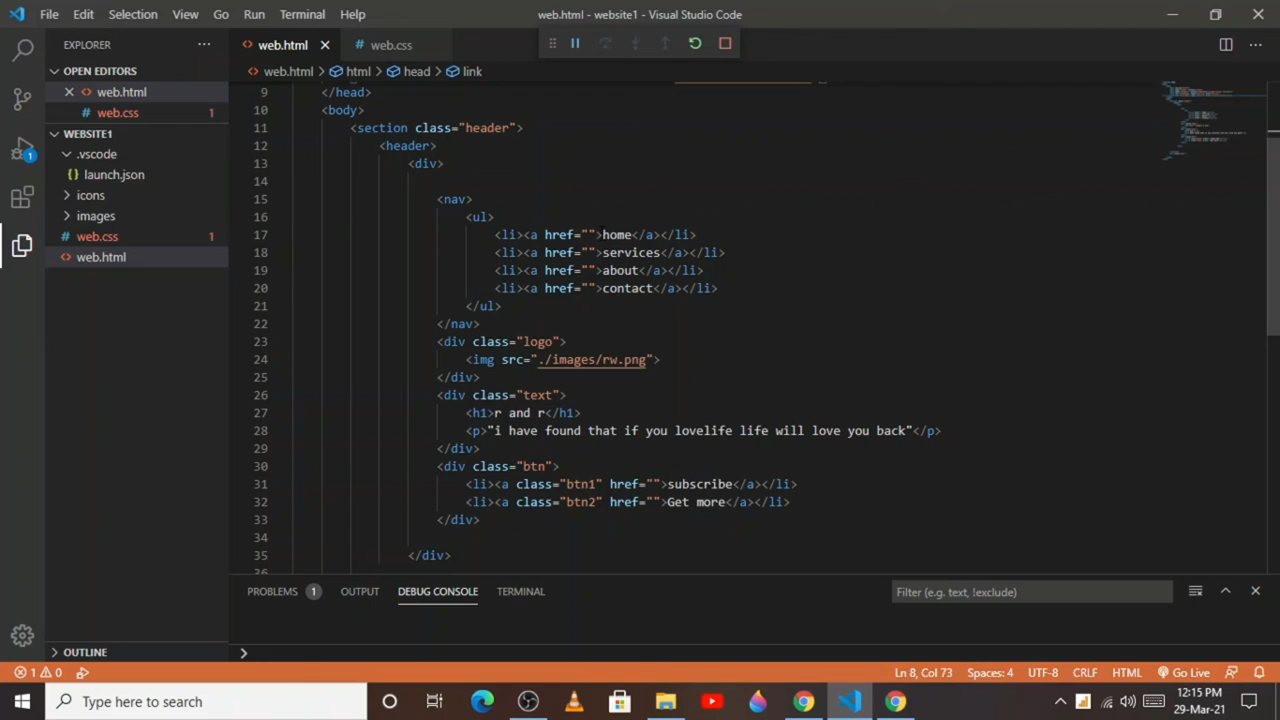 File Edit Selection View Go Run Terminal Help web.html - website1 - Visual Studio Code
EXPLORER
web.html
web.css
OPEN EDITORS
web.html
web.css 1
WEBSITE1
.vscode
{} launch.json
icons
images
web.css 1
web.html
OUTLINE
1
web.html > html > head > link
9 </head>
10 <body>
11 <section class="header">
12 <header>
13 <div>
14
15 <nav>
16 <ul>
17 <li><a href="">home</a></li>
18 <li><a href="">services</a></li>
19 <li><a href="">about</a></li>
20 <li><a href="">contact</a></li>
21 </ul>
22 </nav>
23 <div class="logo">
24 <img src="./images/rw.png">
25 </div>
26 <div class="text">
27 <h1>r and r</h1>
28 <p>"i have found that if you lovelife life will love you back"</p>
29 </div>
30 <div class="btn">
31 <li><a class="btn1" href="">subscribe</a></li>
32 <li><a class="btn2" href="">Get more</a></li>
33 </div>
34
35 </div>
PROBLEMS 1 OUTPUT DEBUG CONSOLE TERMINAL Filter (e.g. text, !exclude)
1 0 Ln 8, Col 73 Spaces: 4 UTF-8 CRLF HTML Go Live
Type here to search
12:15 PM
29-Mar-21